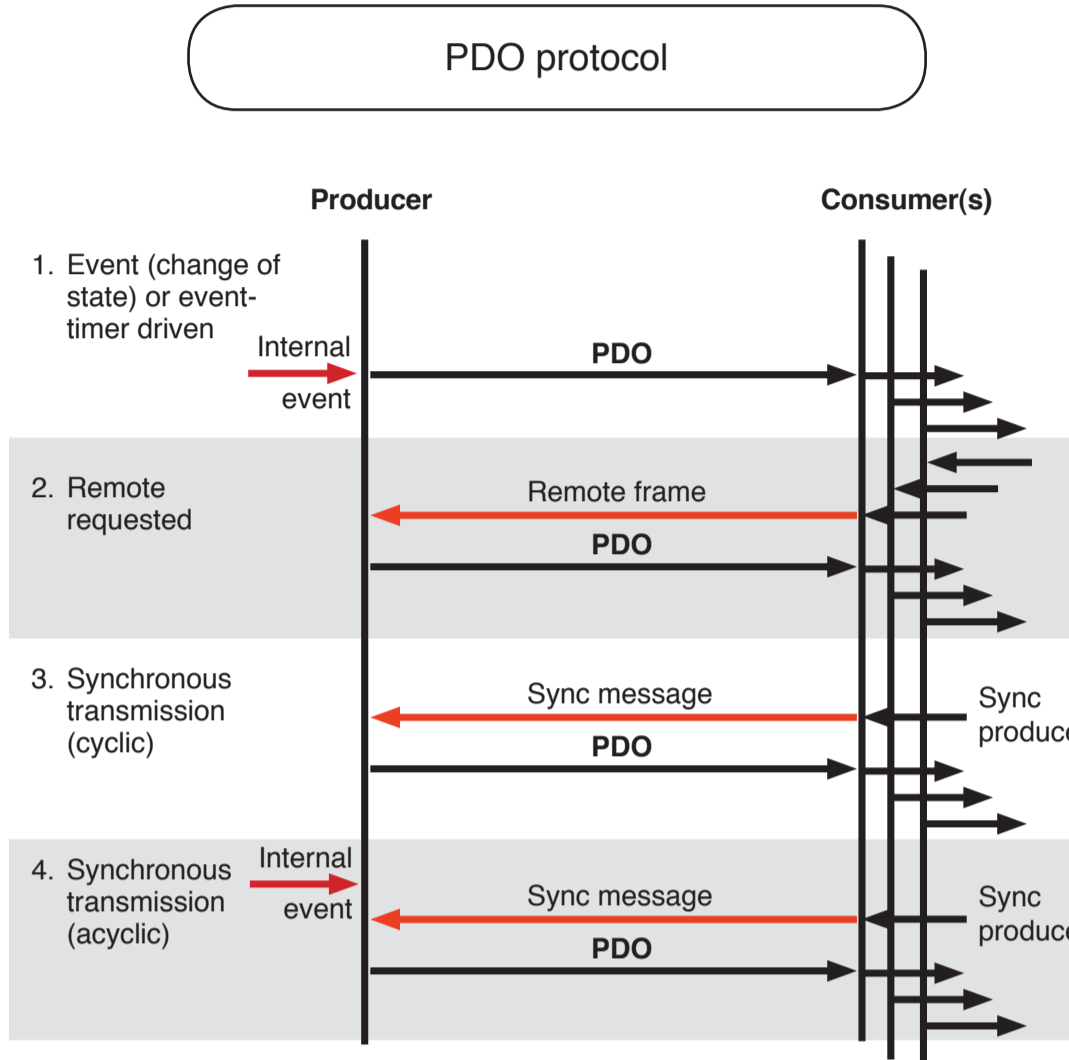 PDO protocol
Producer
Consumer(s)
1. Event (change of
state) or event-
timer driven
Internal
event
PDO
2. Remote
requested
Remote frame
PDO
3. Synchronous
transmission
(cyclic)
Sync message
PDO
Sync
produce
4. Synchronous
transmission
(acyclic)
Internal
event
Sync message
PDO
Sync
produce